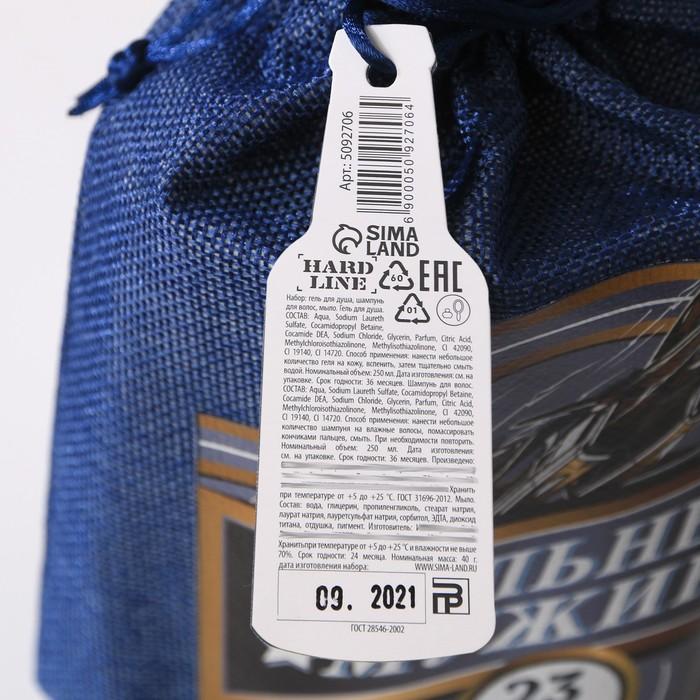 Арт.: 5092706
6 900050 927064
SIMA
LAND
HARD
LINE
60
EAC
01
Набор: гель для душа, шампунь
для волос, мыло. Гель для душа.
СОСТАВ: Aqua, Sodium Laureth
Sulfate, Cocamidopropyl Betaine,
Cocamide DEA, Sodium Chloride, Glycerin, Parfum, Citric Acid,
Methylchloroisothiazolinone, Methylisothiazolinone, CI 42090,
CI 19140, CI 14720. Способ применения: нанести небольшое
количество геля на кожу, вспенить, затем тщательно смыть
водой. Номинальный объем: 250 мл. Дата изготовления: см. на
упаковке. Срок годности: 36 месяцев. Шампунь для волос.
СОСТАВ: Aqua, Sodium Laureth Sulfate, Cocamidopropyl Betaine,
Cocamide DEA, Sodium Chloride, Glycerin, Parfum, Citric Acid,
Methylchloroisothiazolinone, Methylisothiazolinone, CI 42090,
CI 19140, CI 14720. Способ применения: нанести небольшое
количество шампуня на влажные волосы, помассировать
кончиками пальцев, смыть. При необходимости повторить.
Номинальный объем: 250 мл. Дата изготовления:
см. на упаковке. Срок годности: 36 месяцев. Произведено:
Хранить
при температуре от +5 до +25 °C. ГОСТ 31696-2012. Мыло.
Состав: вода, глицерин, пропиленгликоль, стеарат натрия,
лаурат натрия, лауретсульфат натрия, сорбитол, ЭДТА, диоксид
титана, отдушка, пигмент. Изготовитель:
Хранить при температуре от +5 до +25 °C и влажности не выше
70%. Срок годности: 24 месяца. Номинальная масса: 40 г.
дата изготовления набора: WWW.SIMA-LAND.RU
09. 2021
РП
ГОСТ 28546-2002
23